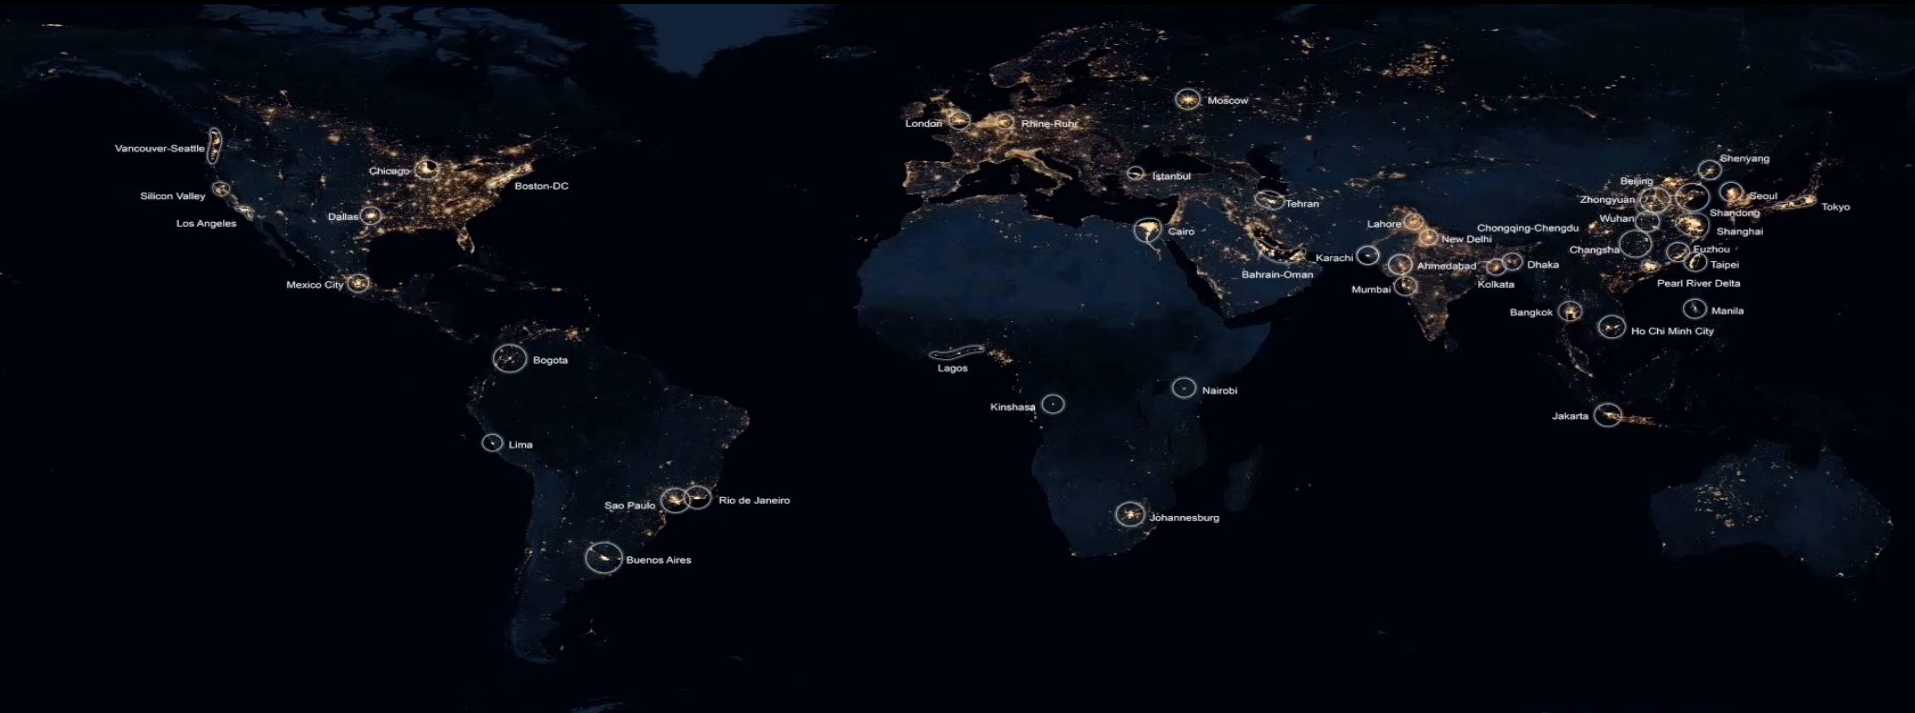 Moscow
London
Rhine-Ruhr
Vancouver-Seattle
Chicago
Boston-DC
Silicon Valley
Dallas
Los Angeles
Mexico City
Istanbul
Tehran
Cairo
Bahrain-Oman
Lahore
New Delhi
Karachi
Ahmedabad
Mumbai
Kolkata
Dhaka
Chongqing-Chengdu
Shenyang
Beijing
Zhongyuan
Seoul
Tokyo
Shandong
Wuhan
Shanghai
Changsha
Fuzhou
Taipei
Pearl River Delta
Bangkok
Manila
Ho Chi Minh City
Bogota
Lagos
Kinshasa
Nairobi
Jakarta
Lima
Sao Paulo
Rio de Janeiro
Johannesburg
Buenos Aires